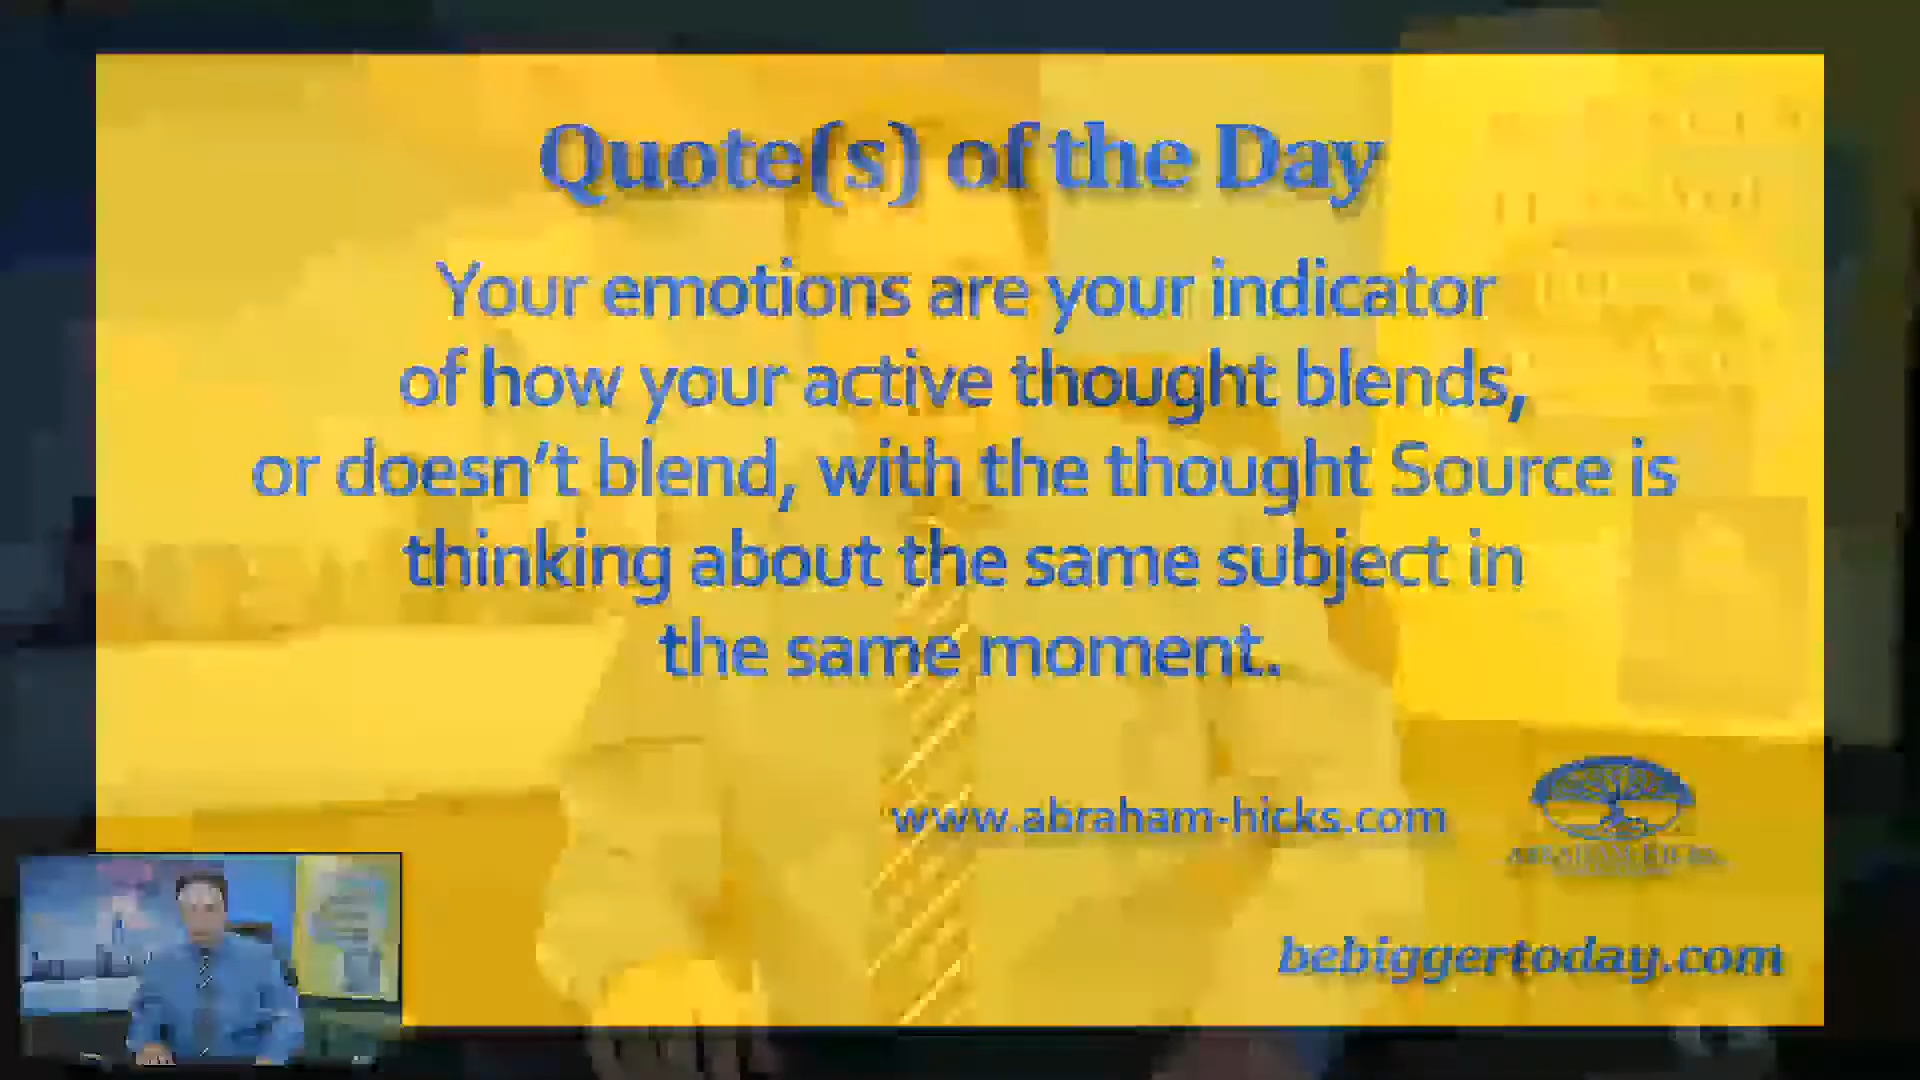 Quote(s) of the Day
Your emotions are your indicator
of how your active thought blends,
or doesn't blend, with the thought Source is
thinking about the same subject in
the same moment.
www.abraham-hicks.com
ABRAHAM-HICKS
bebiggertoday.com